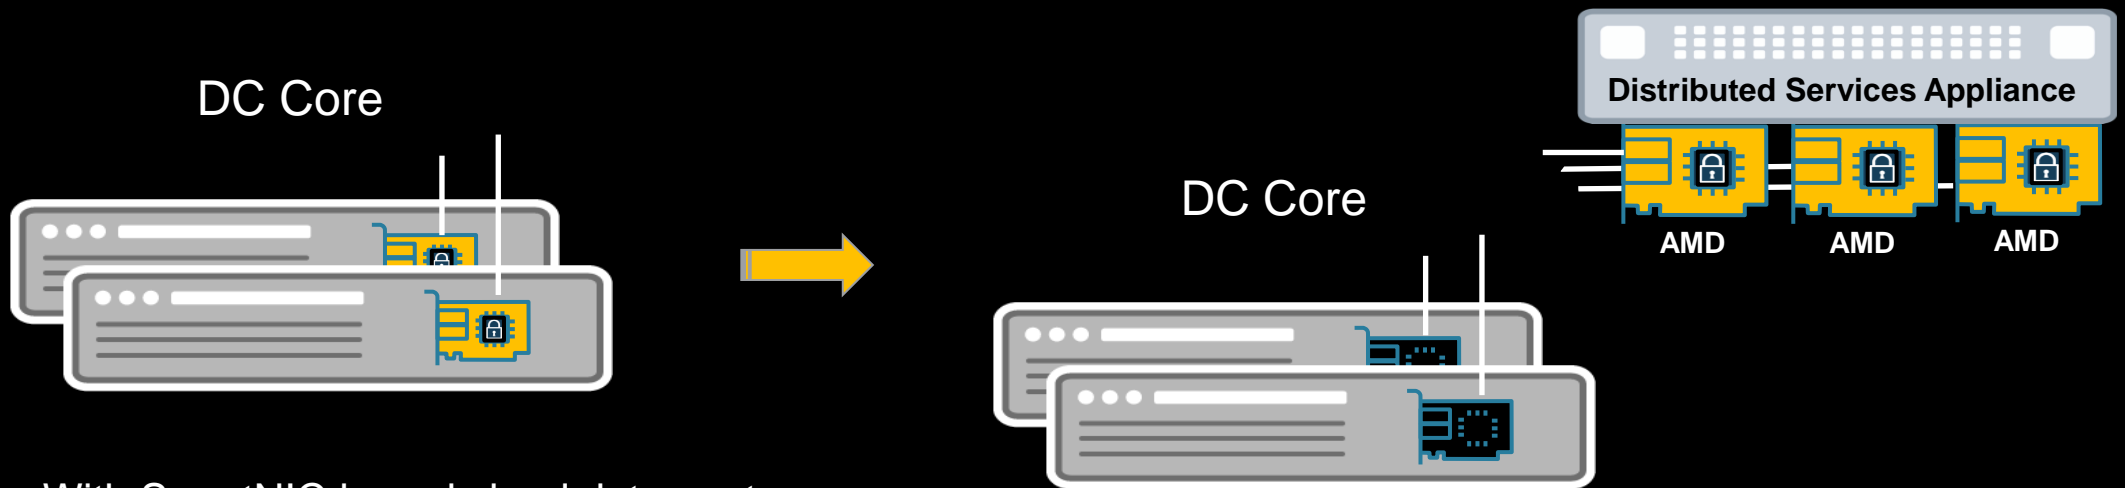 DC Core
Distributed Services Appliance
DC Core
AMD
AMD
AMD